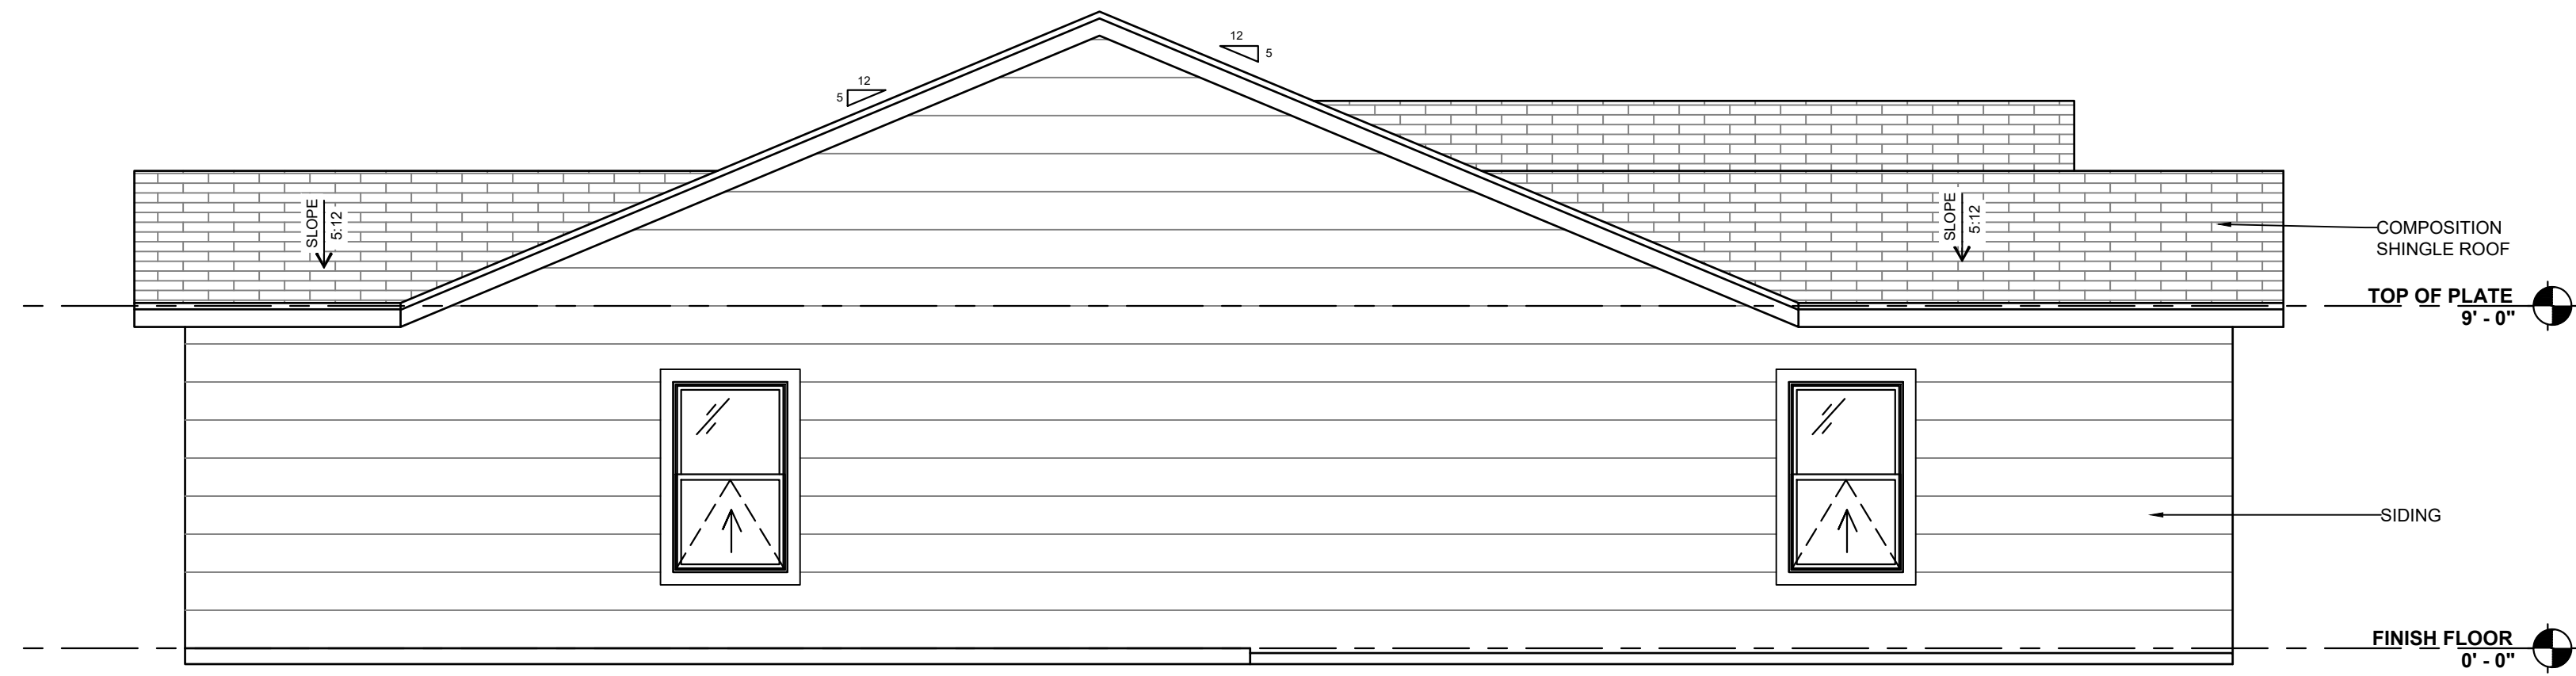 12
5
12
5
SLOPE
5:12
SLOPE
5:12
COMPOSITION
SHINGLE ROOF
TOP OF PLATE
9' - 0"
SIDING
FINISH FLOOR
0' - 0"